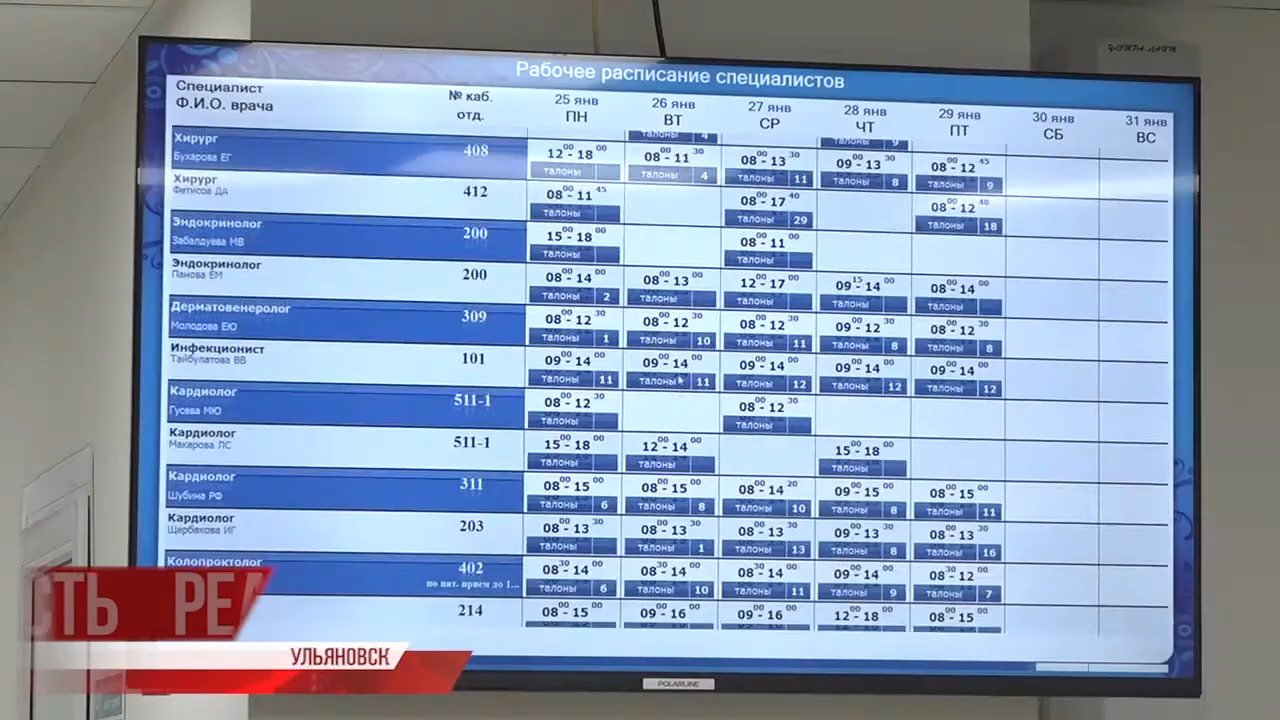 Рабочее расписание специалистов
Специалист
Ф.И.О. врача
№ каб.
отд.
25 янв ПН
26 янв ВТ
27 янв СР
28 янв ЧТ
29 янв ПТ
30 янв СБ
31 янв ВС
талоны 4 талоны 9
Хирург
Бухарова ЕГ
408
12 00 - 18 00 08 00 - 11 30 08 00 - 13 30 09 00 - 13 30 08 00 - 12 45
талоны талоны 4 талоны 11 талоны 8 талоны 9
Хирург
Фетисов ДА
412
08 00 - 11 45 08 00 - 17 40 08 00 - 12 40
талоны талоны 29 талоны 18
Эндокринолог
Забалдуева МВ
200
15 00 - 18 00 08 00 - 11 00
талоны талоны
Эндокринолог
Панова ЕМ
200
08 00 - 14 00 08 00 - 13 00 12 00 - 17 00 09 15 - 14 00 08 00 - 14 00
талоны 2 талоны талоны талоны талоны
Дерматовенеролог
Молодова ЕЮ
309
08 00 - 12 30 08 00 - 12 30 08 00 - 12 30 09 00 - 12 30 08 00 - 12 30
талоны 1 талоны 10 талоны 11 талоны 8 талоны 8
Инфекционист
Тайбулатова ВВ
101
09 00 - 14 00 09 00 - 14 00 09 00 - 14 00 09 00 - 14 00 09 00 - 14 00
талоны 11 талоны 11 талоны 12 талоны 12 талоны 12
Кардиолог
Гусева МЮ
511-1
08 00 - 12 30 08 00 - 12 30
талоны талоны
Кардиолог
Макарова ЛС
511-1
15 00 - 18 00 12 00 - 14 00 15 00 - 18 00
талоны талоны талоны
Кардиолог
Шубина РФ
311
08 00 - 15 00 08 00 - 15 00 08 00 - 14 20 09 00 - 15 00 08 00 - 15 00
талоны 6 талоны 8 талоны 10 талоны 8 талоны 11
Кардиолог
Щербакова ИГ
203
08 00 - 13 30 08 00 - 13 30 08 00 - 13 30 09 00 - 13 30 08 00 - 13 30
талоны талоны 1 талоны 13 талоны 8 талоны 16
Колопроктолог
402
по пят. прием до 1...
08 30 - 14 00 08 30 - 14 00 08 30 - 14 00 09 00 - 14 00 08 30 - 12 00
талоны 6 талоны 10 талоны 11 талоны 9 талоны 7
214
08 00 - 15 00 09 00 - 16 00 09 00 - 16 00 12 00 - 18 00 08 00 - 15 00
СТЬ РЕА
УЛЬЯНОВСК
POLARLINE